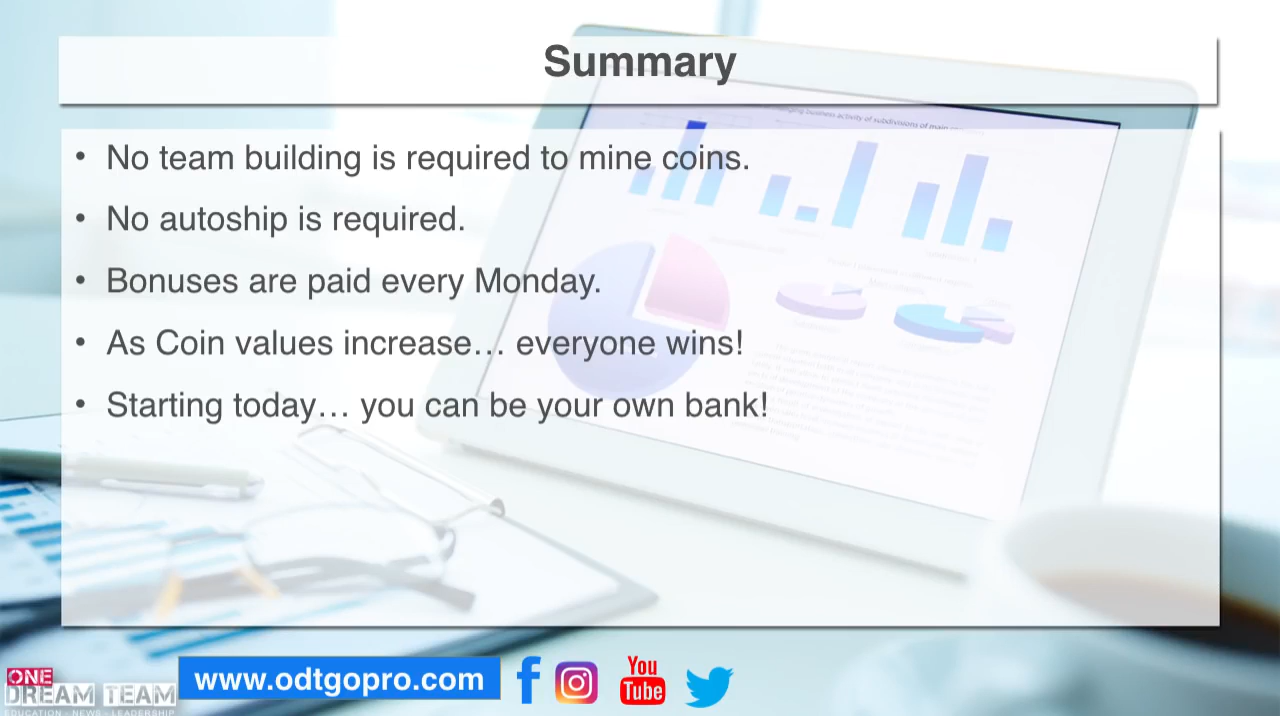 Summary
• No team building is required to mine coins.
• No autoship is required.
• Bonuses are paid every Monday.
• As Coin values increase… everyone wins!
• Starting today… you can be your own bank!
ONE
DREAM TEAM
EDUCATION - NEWS - LEADERSHIP
www.odtgopro.com
You
Tube